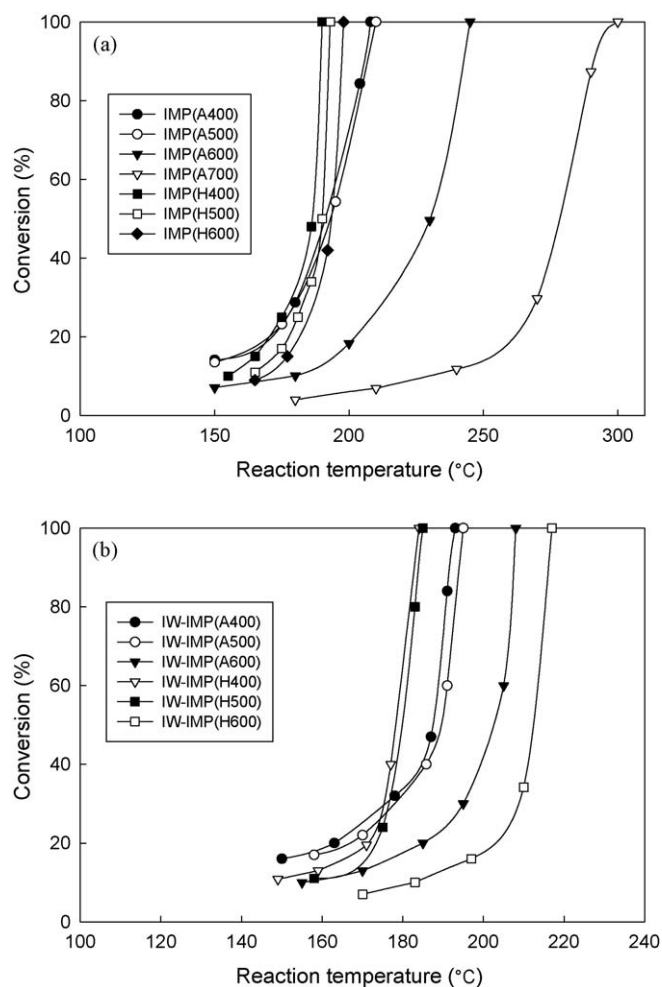 (a)
100
80
60
40
20
0
Conversion (%)
IMP(A400)
IMP(A500)
IMP(A600)
IMP(A700)
IMP(H400)
IMP(H500)
IMP(H600)
100 150 200 250 300
Reaction temperature (°C)
(b)
100
80
60
40
20
0
Conversion (%)
IW-IMP(A400)
IW-IMP(A500)
IW-IMP(A600)
IW-IMP(H400)
IW-IMP(H500)
IW-IMP(H600)
100 120 140 160 180 200 220 240
Reaction temperature (°C)